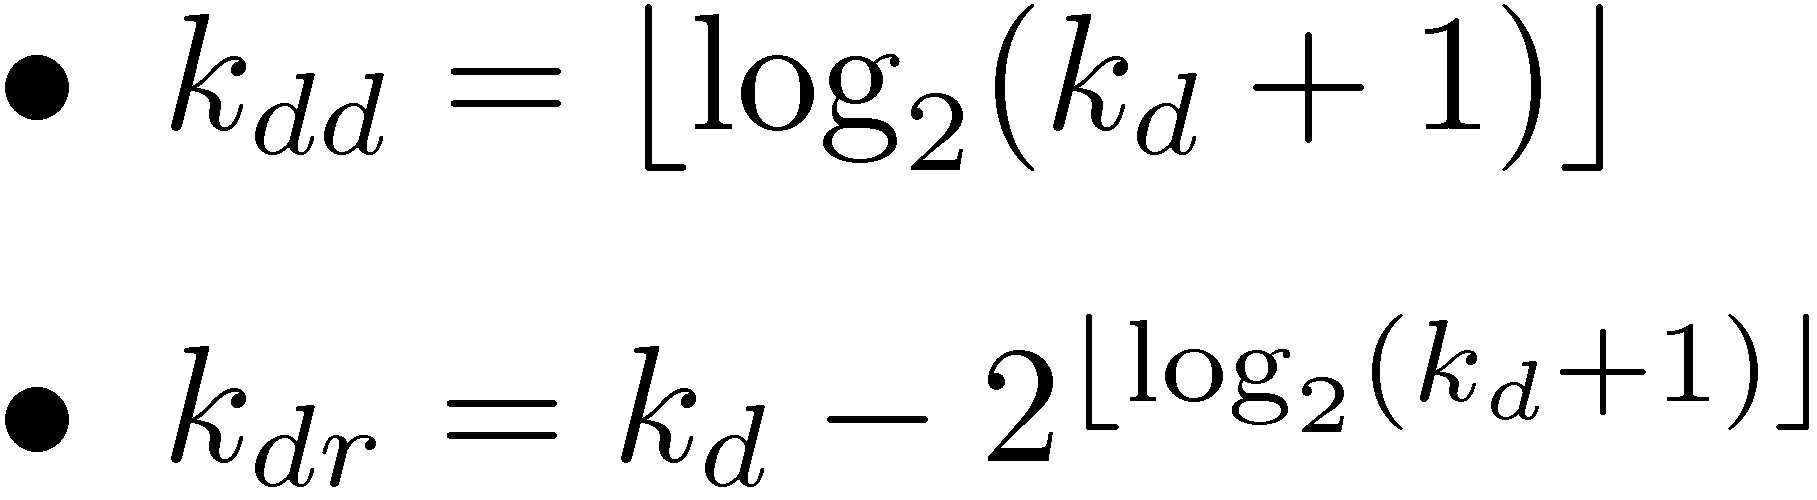 • k_{dd} = ⌊log_2(k_d + 1)⌋
• k_{dr} = k_d − 2^{⌊log_2(k_d+1)⌋}